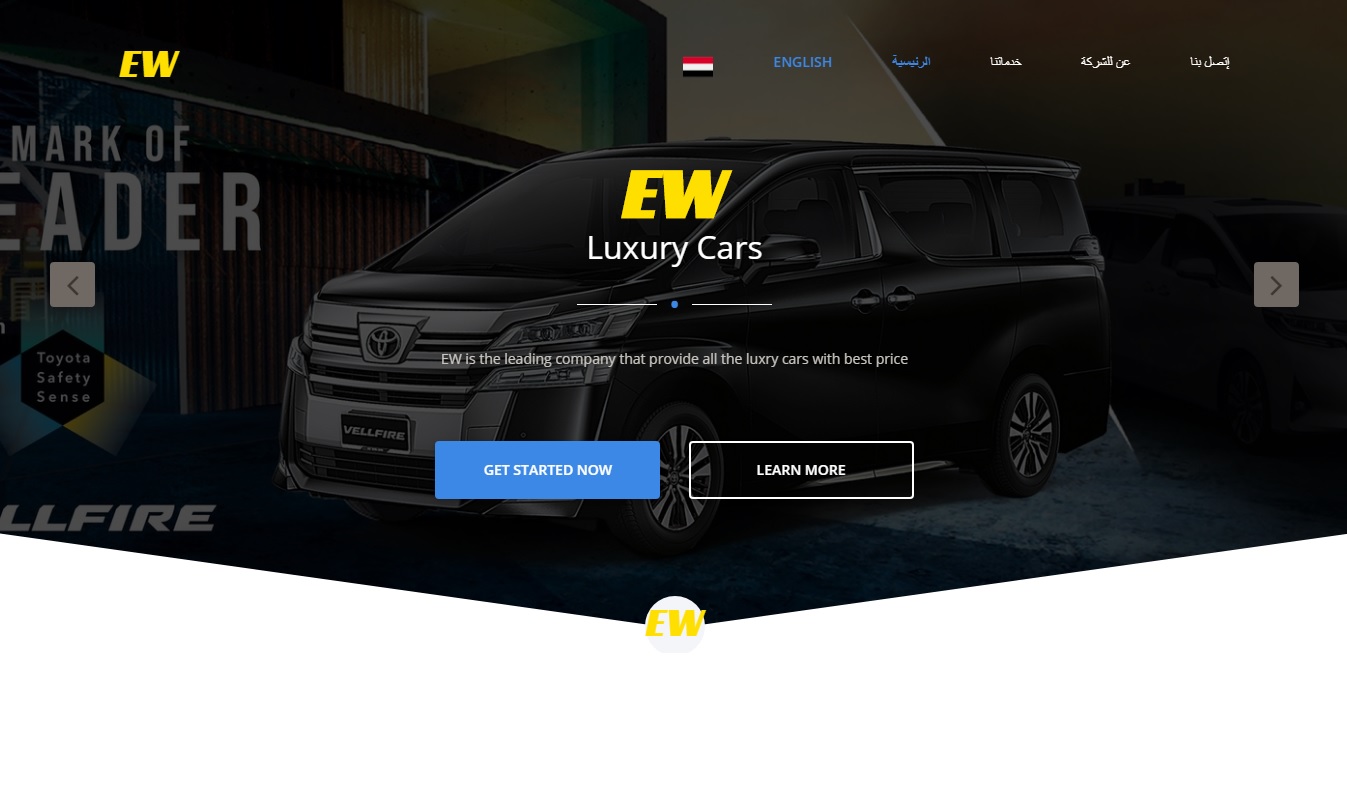 EW
ENGLISH
الرئيسية
خدماتنا
عن للشركة
إتصل بنا
MARK OF
EADER
EW
Luxury Cars
EW is the leading company that provide all the luxry cars with best price
Toyota
Safety
Sense
VELLFIRE
GET STARTED NOW
LEARN MORE
LLFIRE
EW